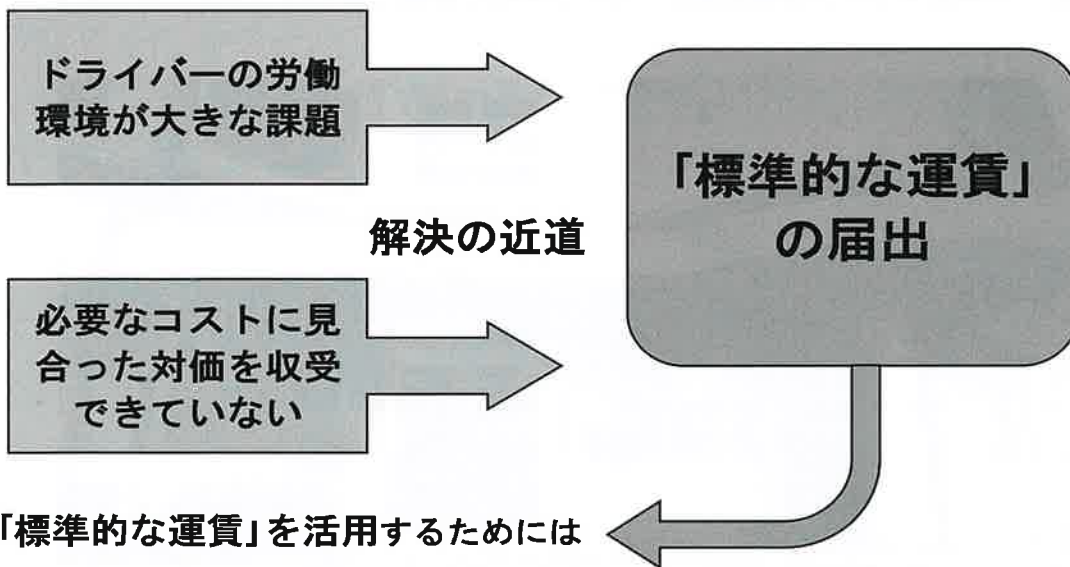 ドライバーの労働
環境が大きな課題
解決の近道
必要なコストに見
合った対価を収受
できていない
「標準的な運賃」
の届出
「標準的な運賃」を活用するためには